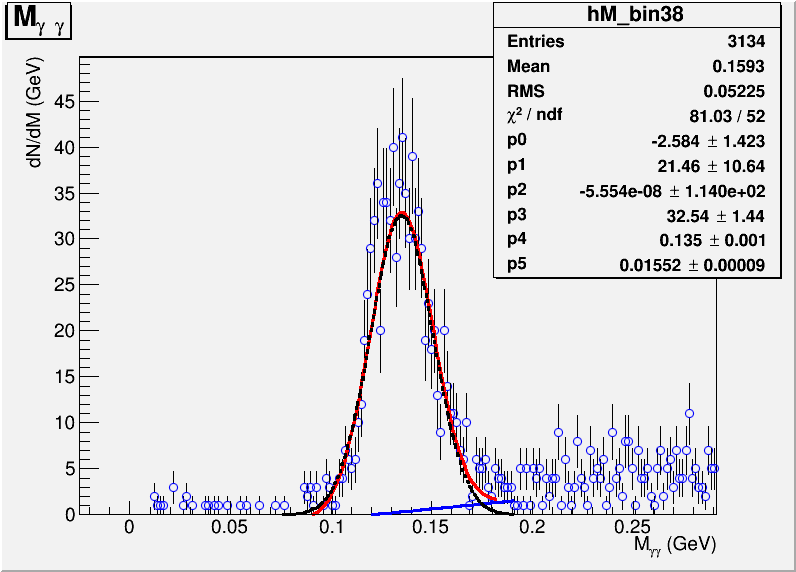 M γ γ
hM_bin38
Entries 3134
Mean 0.1593
RMS 0.05225
χ² / ndf 81.03 / 52
p0 -2.584 ± 1.423
p1 21.46 ± 10.64
p2 -5.554e-08 ± 1.140e+02
p3 32.54 ± 1.44
p4 0.135 ± 0.001
p5 0.01552 ± 0.00009
dN/dM (GeV)
45
40
35
30
25
20
15
10
5
0
0 0.05 0.1 0.15 0.2 0.25
Mγγ (GeV)